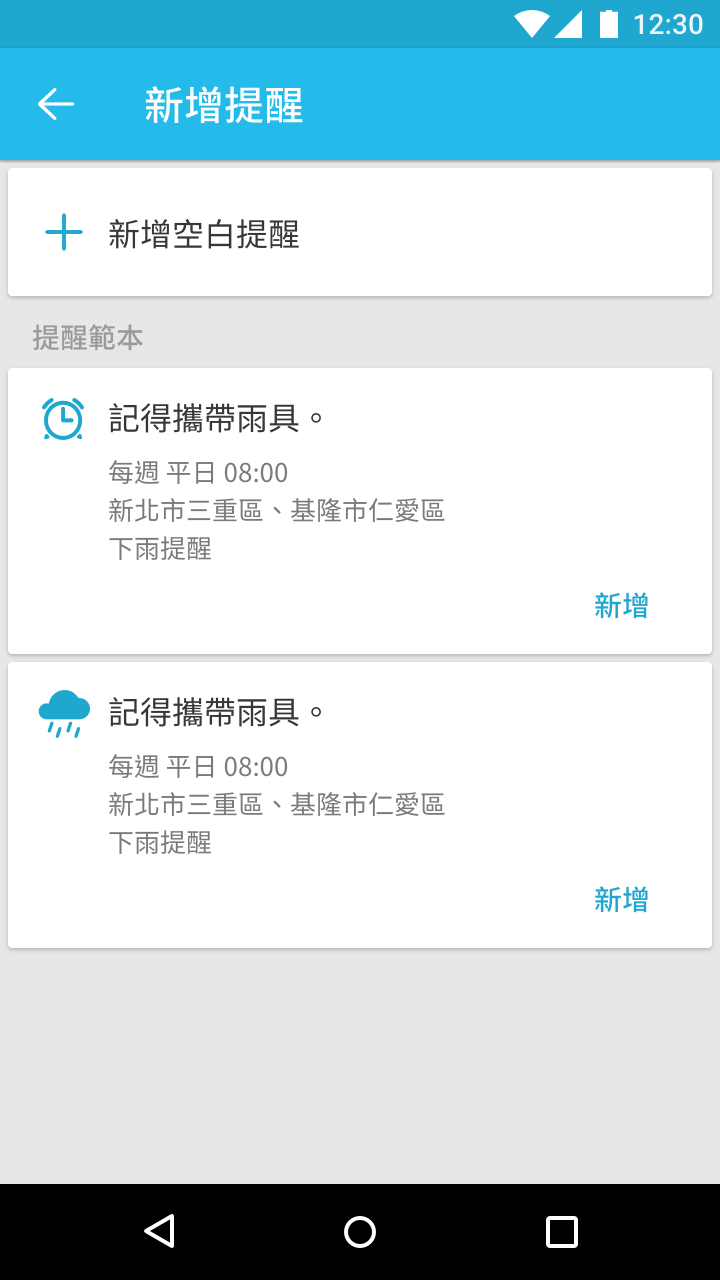 12:30
新增提醒
新增空白提醒
提醒範本
記得攜帶雨具。
每週 平日 08:00
新北市三重區、基隆市仁愛區
下雨提醒
新增
記得攜帶雨具。
每週 平日 08:00
新北市三重區、基隆市仁愛區
下雨提醒
新增